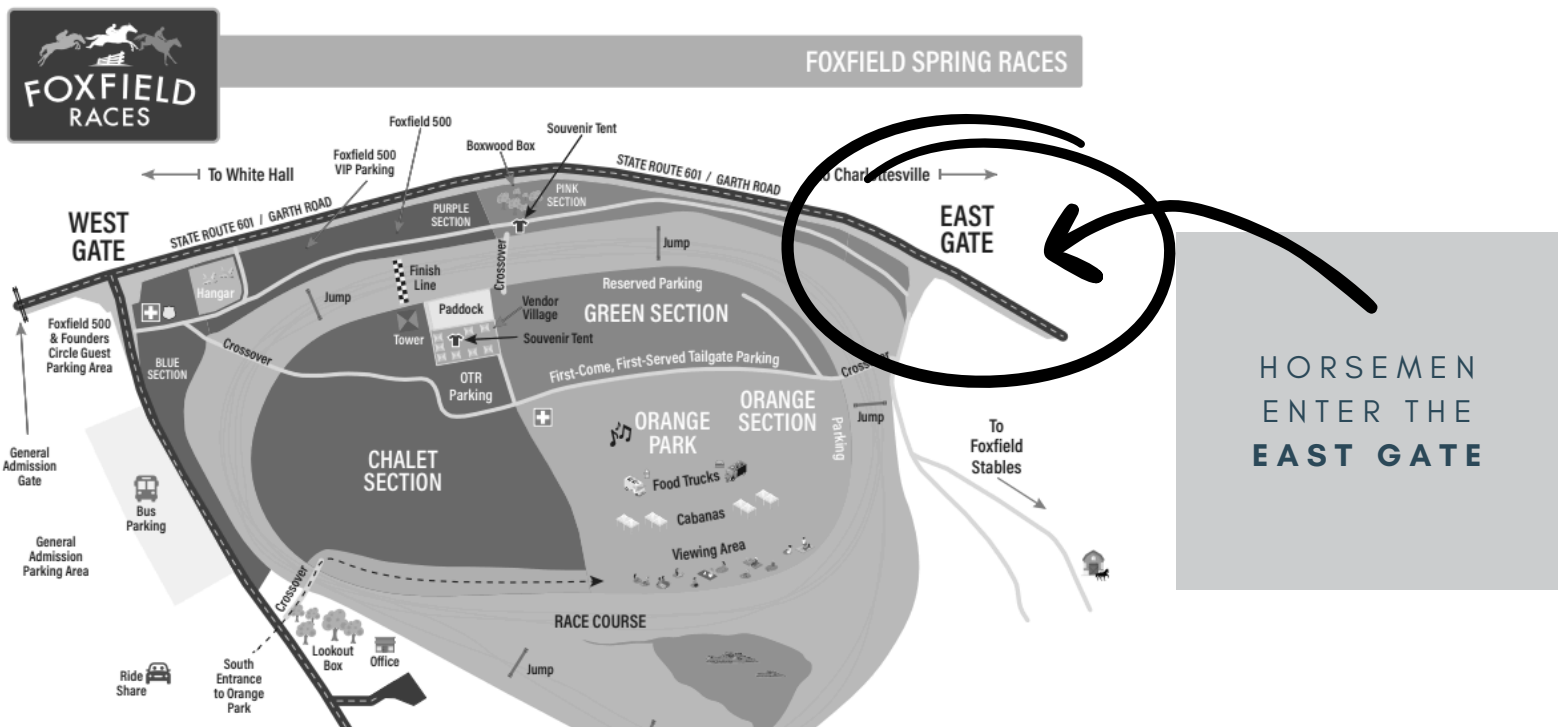 FOXFIELD
RACES
FOXFIELD SPRING RACES
Foxfield 500
Souvenir Tent
Boxwood Box
Foxfield 500
VIP Parking
To White Hall
STATE ROUTE 601 / GARTH ROAD
PINK
SECTION
PURPLE
SECTION
To Charlottesville
WEST
GATE
STATE ROUTE 601 / GARTH ROAD
EAST
GATE
Crossover
Jump
Finish
Line
Hangar
Jump
Reserved Parking
Paddock
Vendor
Village
GREEN SECTION
Tower
Souvenir Tent
Foxfield 500
& Founders
Circle Guest
Parking Area
Crossover
BLUE
SECTION
First-Come, First-Served Tailgate Parking
Crossover
OTR
Parking
ORANGE
SECTION
ORANGE
PARK
Parking
Jump
To
Foxfield
Stables
General
Admission
Gate
CHALET
SECTION
Food Trucks
Bus
Parking
Cabanas
General
Admission
Parking Area
Viewing Area
Crossover
RACE COURSE
Lookout
Box
Office
Jump
Ride
Share
South
Entrance
to Orange
Park
HORSEMEN
ENTER THE
EAST GATE